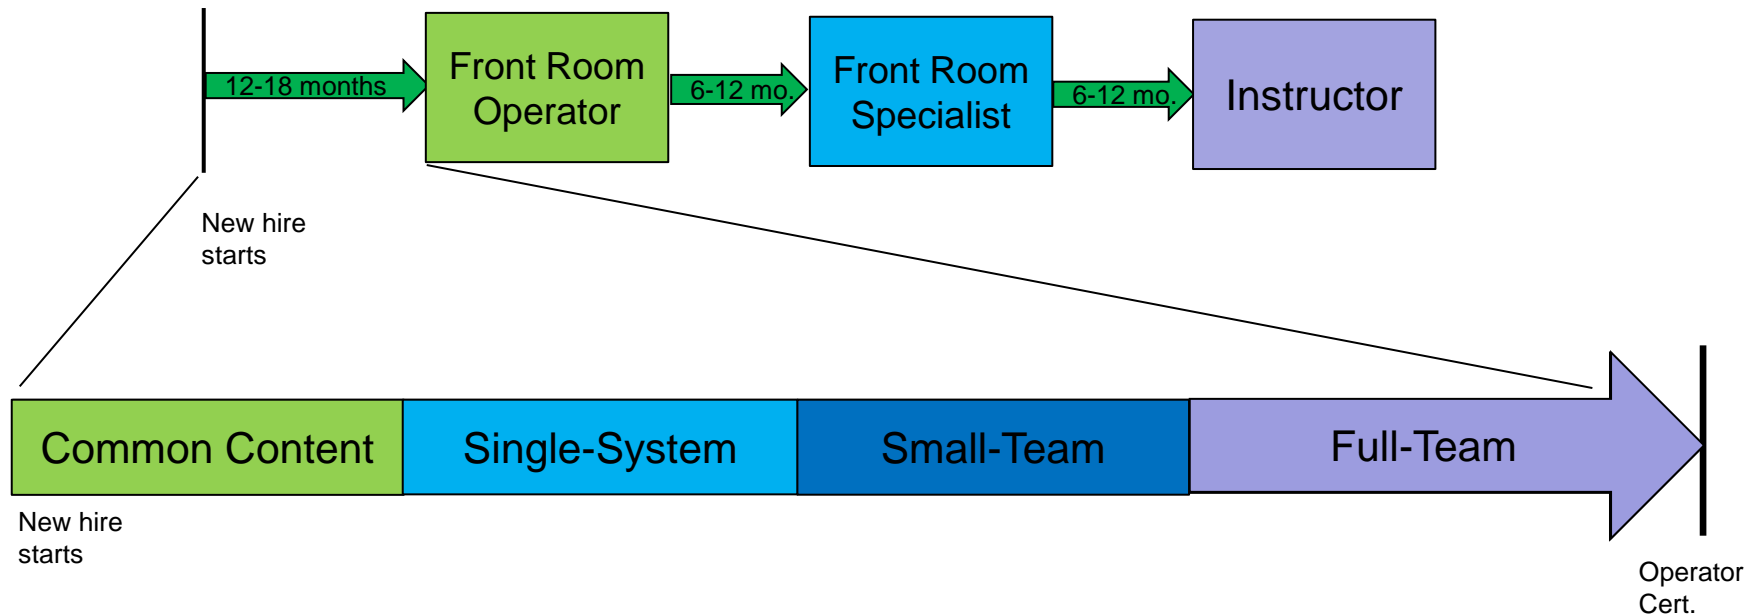 12-18 months
Front Room
Operator
6-12 mo.
Front Room
Specialist
6-12 mo.
Instructor
New hire
starts
Common Content
Single-System
Small-Team
Full-Team
New hire
starts
Operator
Cert.